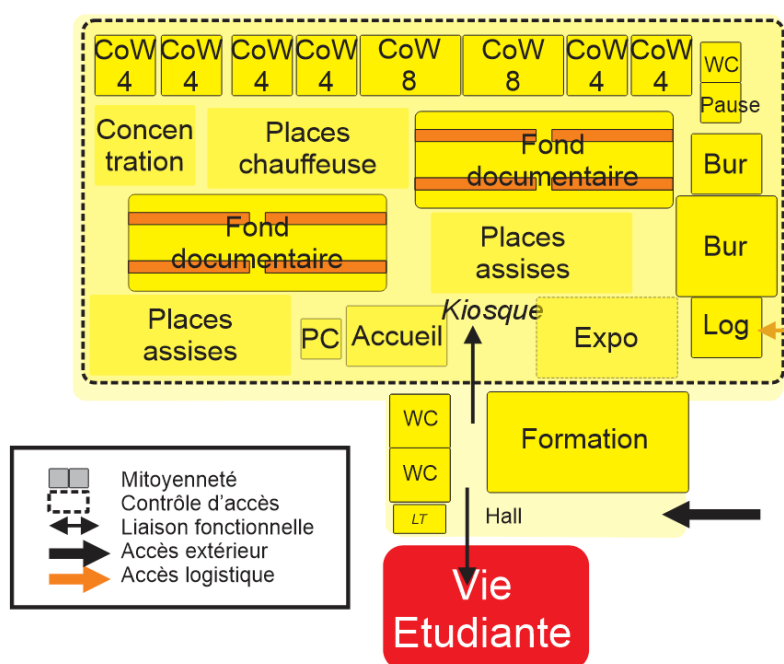 CoW
4
CoW
4
CoW
4
CoW
4
CoW
8
CoW
8
CoW
4
CoW
4
WC
Pause
Concen
tration
Places
chauffeuse
Fond
documentaire
Bur
Fond
documentaire
Places
assises
Bur
Places
assises
PC
Accueil
Kiosque
Expo
Log
WC
WC
LT
Formation
Hall
Mitoyenneté
Contrôle d'accès
Liaison fonctionnelle
Accès extérieur
Accès logistique
Vie
Etudiante